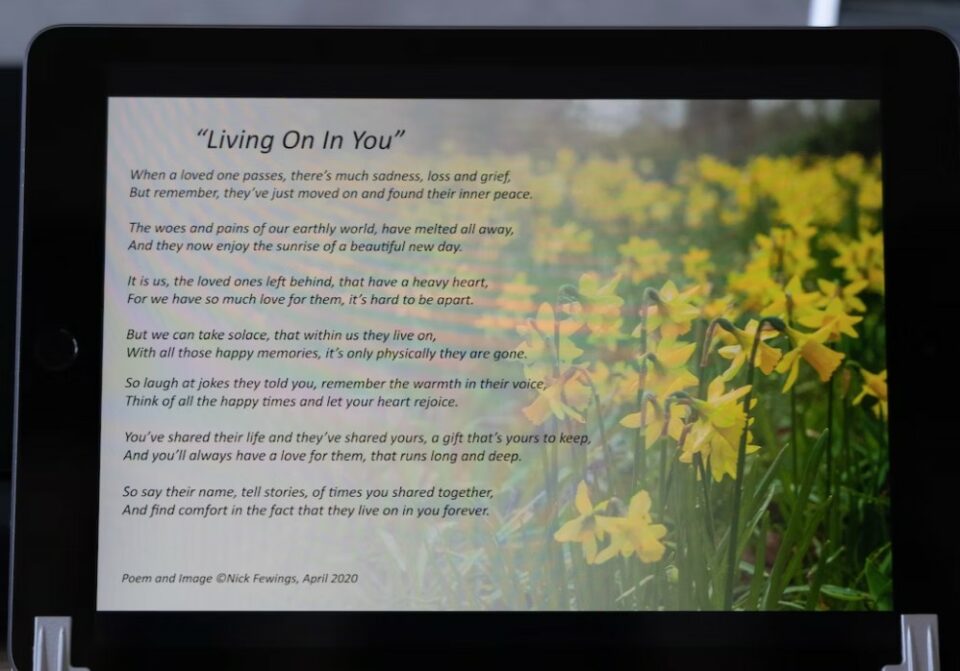 “Living On In You”
When a loved one passes, there’s much sadness, loss and grief,
But remember, they’ve just moved on and found their inner peace.
The woes and pains of our earthly world, have melted all away,
And they now enjoy the sunrise of a beautiful new day.
It is us, the loved ones left behind, that have a heavy heart,
For we have so much love for them, it’s hard to be apart.
But we can take solace, that within us they live on,
With all those happy memories, it’s only physically they are gone.
So laugh at jokes they told you, remember the warmth in their voice,
Think of all the happy times and let your heart rejoice.
You’ve shared their life and they’ve shared yours, a gift that’s yours to keep,
And you’ll always have a love for them, that runs long and deep.
So say their name, tell stories, of times you shared together,
And find comfort in the fact that they live on in you forever.
Poem and Image ©Nick Fewings, April 2020